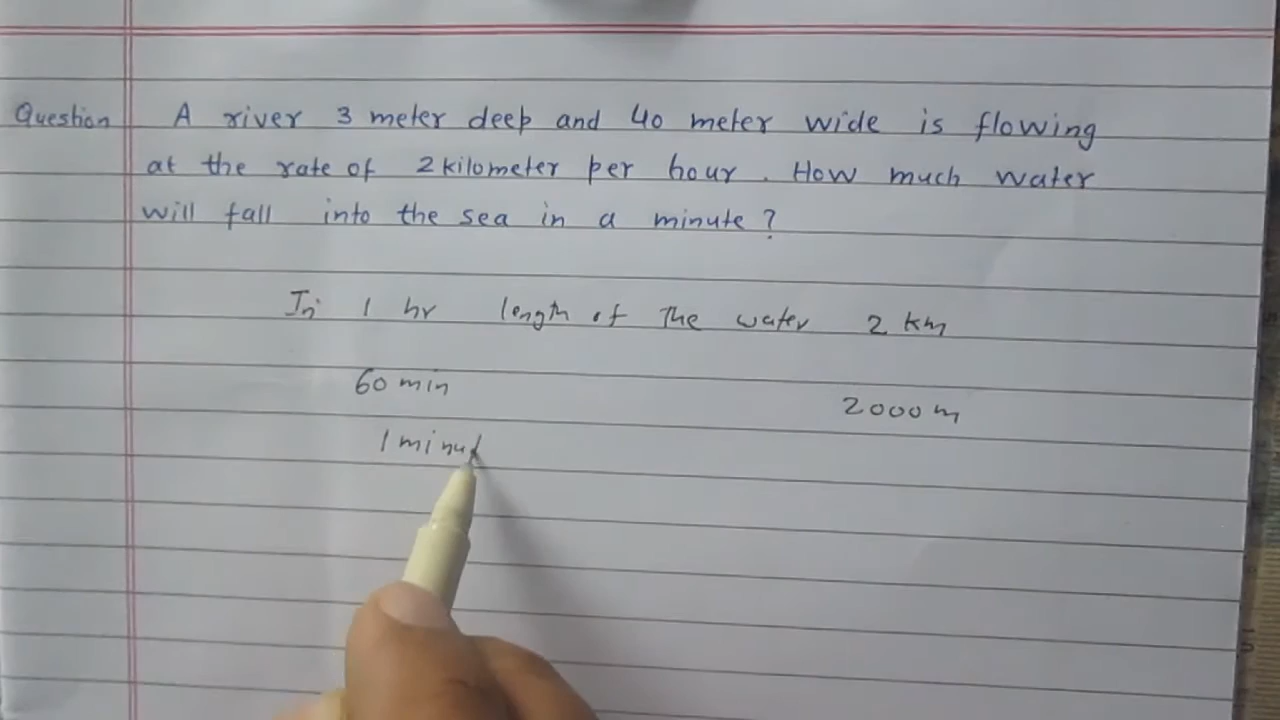 Question A river 3 meter deep and 40 meter wide is flowing
at the rate of 2 kilometer per hour. How much water
will fall into the sea in a minute?
In 1 hr length of the water 2 km
60 min 2000 m
1 minut